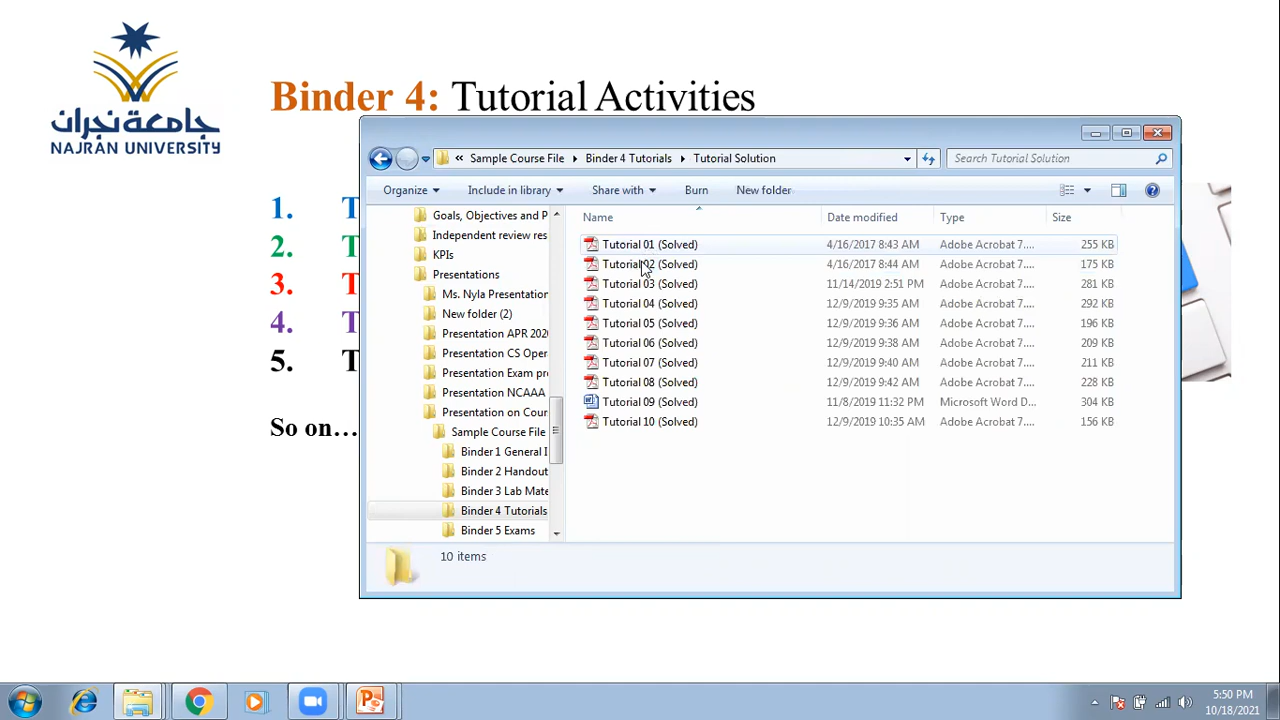 جامعة نجران
NAJRAN UNIVERSITY
Binder 4: Tutorial Activities
1. T
2. T
3. T
4. T
5. T
So on…
« Sample Course File ▸ Binder 4 Tutorials ▸ Tutorial Solution
Search Tutorial Solution
Organize Include in library Share with Burn New folder
Goals, Objectives and P
Independent review res
KPIs
Presentations
Ms. Nyla Presentation
New folder (2)
Presentation APR 202
Presentation CS Oper
Presentation Exam pr
Presentation NCAAA
Presentation on Cour
Sample Course File
Binder 1 General I
Binder 2 Handout
Binder 3 Lab Mate
Binder 4 Tutorials
Binder 5 Exams
Name Date modified Type Size
Tutorial 01 (Solved) 4/16/2017 8:43 AM Adobe Acrobat 7.... 255 KB
Tutorial 02 (Solved) 4/16/2017 8:44 AM Adobe Acrobat 7.... 175 KB
Tutorial 03 (Solved) 11/14/2019 2:51 PM Adobe Acrobat 7.... 281 KB
Tutorial 04 (Solved) 12/9/2019 9:35 AM Adobe Acrobat 7.... 292 KB
Tutorial 05 (Solved) 12/9/2019 9:36 AM Adobe Acrobat 7.... 196 KB
Tutorial 06 (Solved) 12/9/2019 9:38 AM Adobe Acrobat 7.... 209 KB
Tutorial 07 (Solved) 12/9/2019 9:40 AM Adobe Acrobat 7.... 211 KB
Tutorial 08 (Solved) 12/9/2019 9:42 AM Adobe Acrobat 7.... 228 KB
Tutorial 09 (Solved) 11/8/2019 11:32 PM Microsoft Word D... 304 KB
Tutorial 10 (Solved) 12/9/2019 10:35 AM Adobe Acrobat 7.... 156 KB
10 items
5:50 PM
10/18/2021